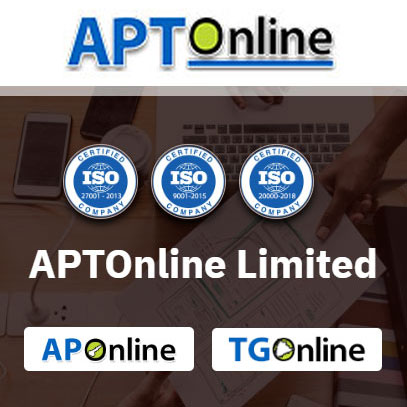 APTOnline
CERTIFIED
ISO
27001 - 2013
COMPANY
CERTIFIED
ISO
9001-2015
COMPANY
CERTIFIED
ISO
20000-2018
COMPANY
APTOnline Limited
APOnline
TGOnline